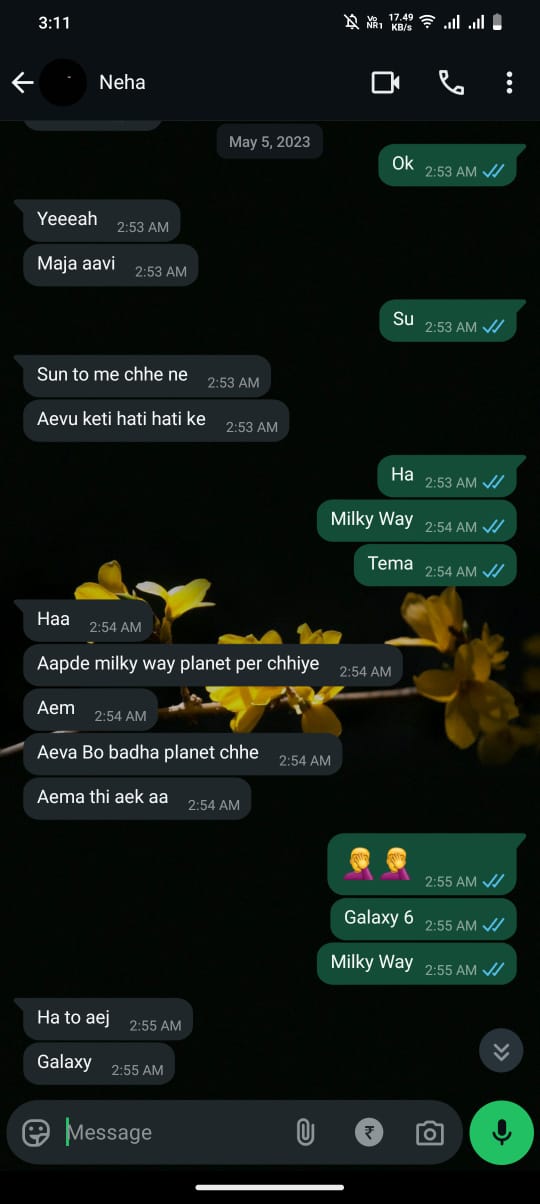 3:11
Vo
NR1
17.49
KB/s
Neha
May 5, 2023
Ok 2:53 AM
Yeeeah 2:53 AM
Maja aavi 2:53 AM
Su 2:53 AM
Sun to me chhe ne 2:53 AM
Aevu keti hati hati ke 2:53 AM
Ha 2:53 AM
Milky Way 2:54 AM
Tema 2:54 AM
Haa 2:54 AM
Aapde milky way planet per chhiye 2:54 AM
Aem 2:54 AM
Aeva Bo badha planet chhe 2:54 AM
Aema thi aek aa 2:54 AM
🤦🤦 2:55 AM
Galaxy 6 2:55 AM
Milky Way 2:55 AM
Ha to aej 2:55 AM
Galaxy 2:55 AM
Message
₹